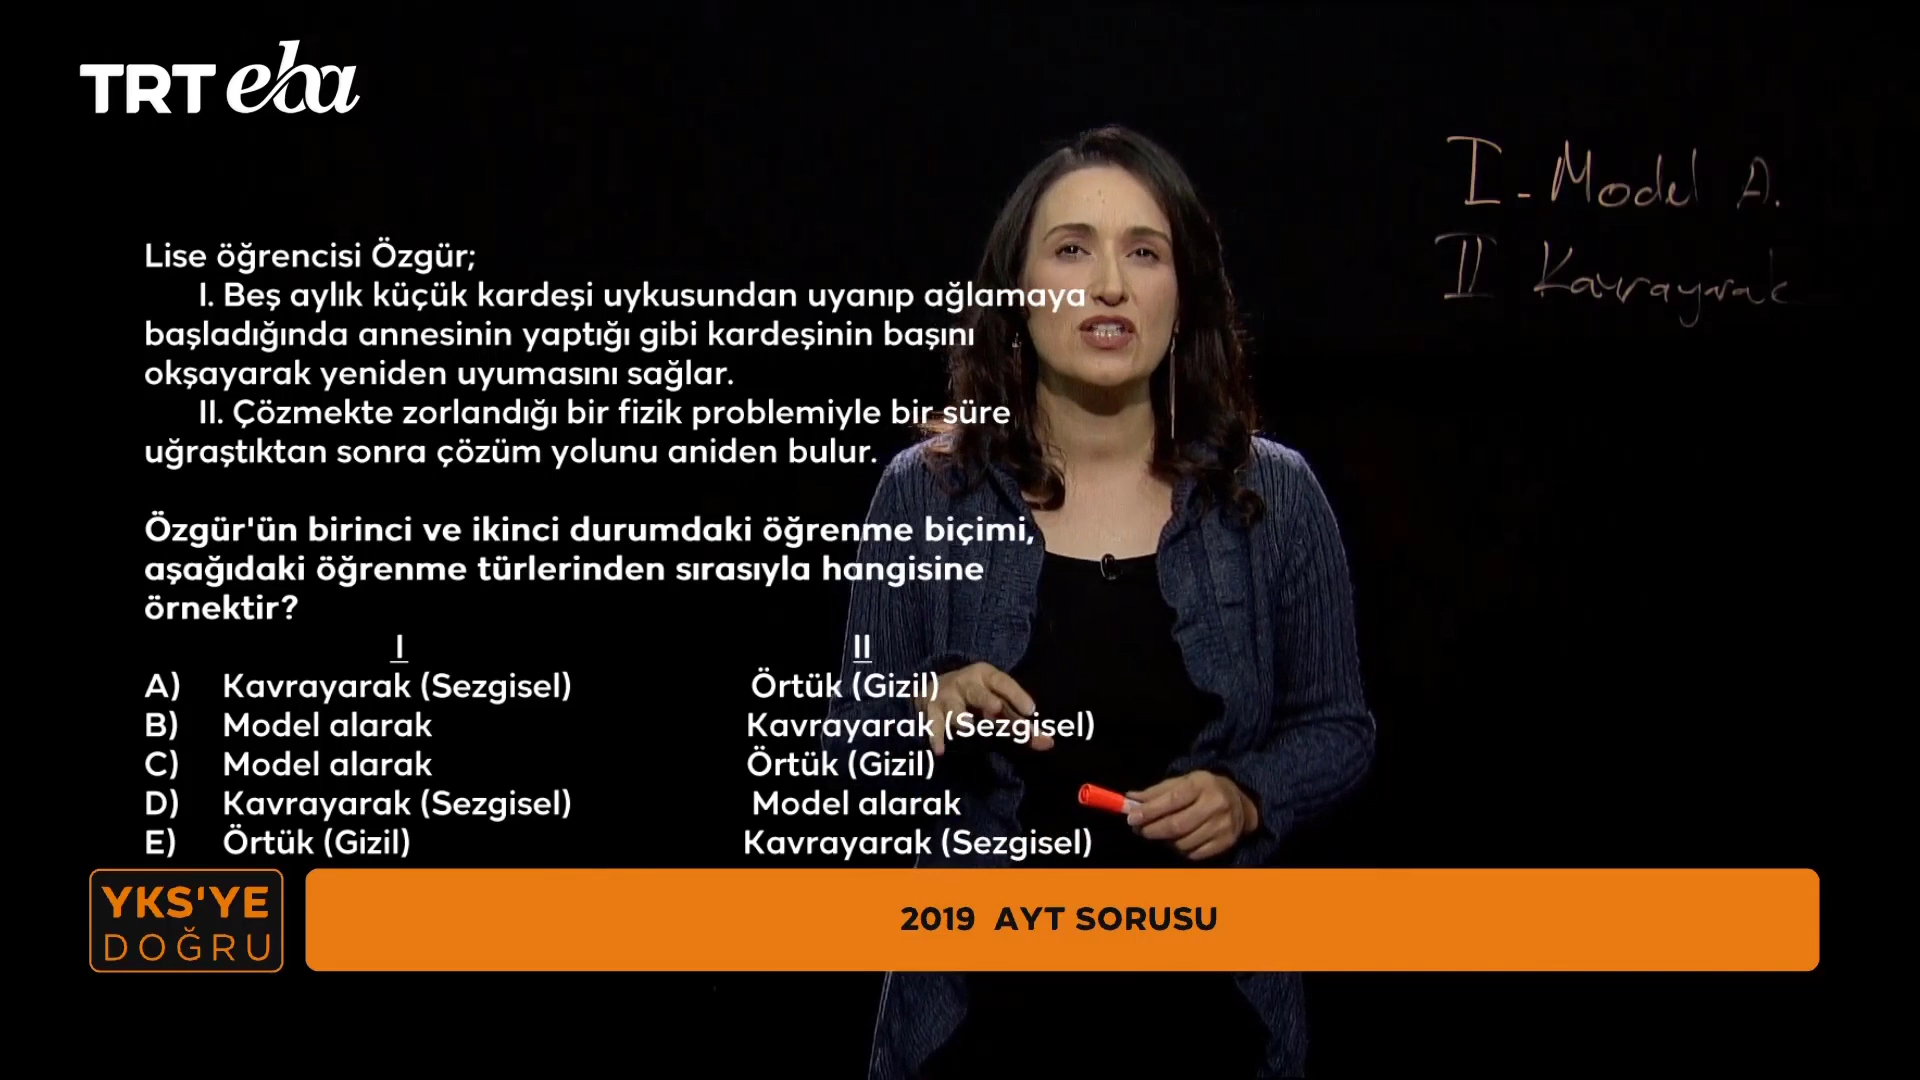 TRT eba
I - Model A.
II Kavrayarak
Lise öğrencisi Özgür;
I. Beş aylık küçük kardeşi uykusundan uyanıp ağlamaya
başladığında annesinin yaptığı gibi kardeşinin başını
okşayarak yeniden uyumasını sağlar.
II. Çözmekte zorlandığı bir fizik problemiyle bir süre
uğraştıktan sonra çözüm yolunu aniden bulur.
Özgür'ün birinci ve ikinci durumdaki öğrenme biçimi,
aşağıdaki öğrenme türlerinden sırasıyla hangisine
örnektir?
I II
A) Kavrayarak (Sezgisel) Örtük (Gizil)
B) Model alarak Kavrayarak (Sezgisel)
C) Model alarak Örtük (Gizil)
D) Kavrayarak (Sezgisel) Model alarak
E) Örtük (Gizil) Kavrayarak (Sezgisel)
YKS'YE
DOĞRU
2019 AYT SORUSU